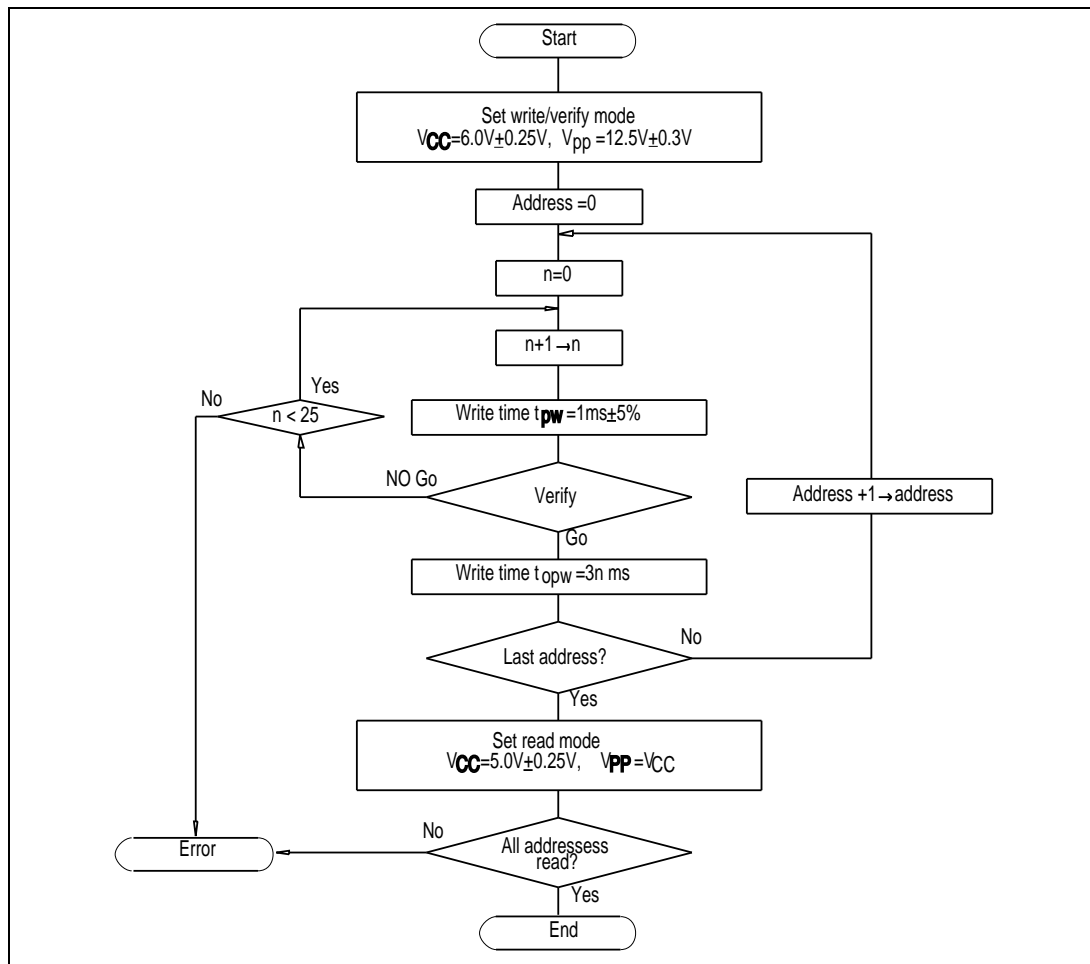 Start
Set write/verify mode
VCC=6.0V±0.25V, Vpp =12.5V±0.3V
Address =0
n=0
n+1→n
Yes
No
n < 25
Write time tpw =1ms±5%
NO Go
Verify
Address +1→address
Go
Write time topw =3n ms
No
Last address?
Yes
Set read mode
VCC=5.0V±0.25V, VPP=VCC
No
Error
All addressess
read?
Yes
End